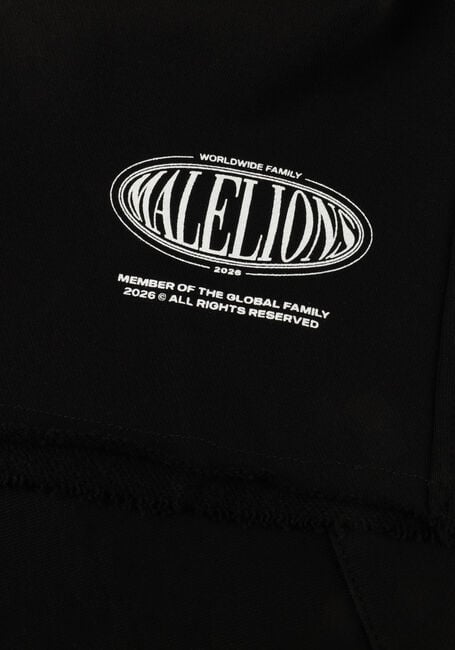 WORLDWIDE FAMILY
MALELIONS
2026
MEMBER OF THE GLOBAL FAMILY
2026 © ALL RIGHTS RESERVED